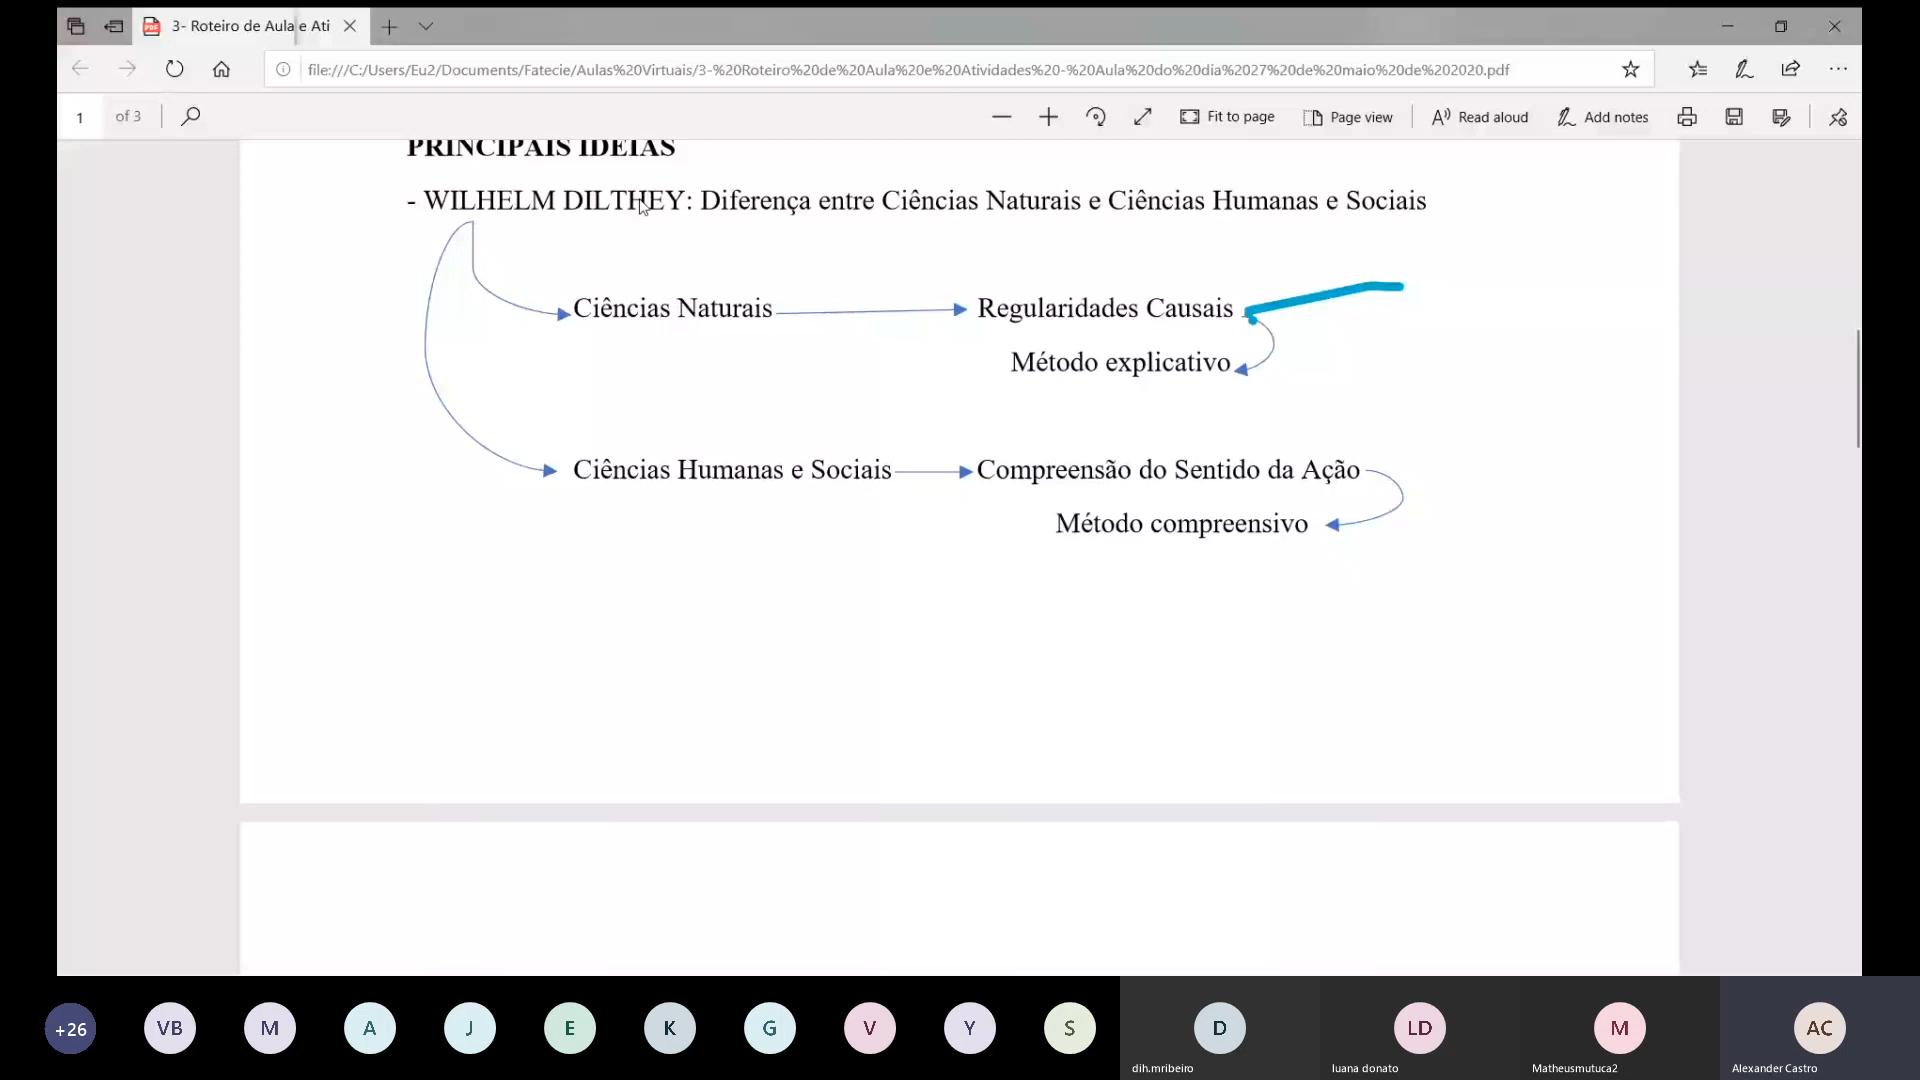 3- Roteiro de Aula e Ati
file:///C:/Users/Eu2/Documents/Fatecie/Aulas%20Virtuais/3-%20Roteiro%20de%20Aula%20e%20Atividades%20-%20Aula%20do%20dia%2027%20de%20maio%20de%202020.pdf
1 of 3 Fit to page Page view Read aloud Add notes
PRINCIPAIS IDEIAS
- WILHELM DILTHEY: Diferença entre Ciências Naturais e Ciências Humanas e Sociais
Ciências Naturais Regularidades Causais
Método explicativo
Ciências Humanas e Sociais Compreensão do Sentido da Ação
Método compreensivo
+26 VB M A J E K G V Y S D LD M AC
dih.mribeiro luana donato Matheusmutuca2 Alexander Castro